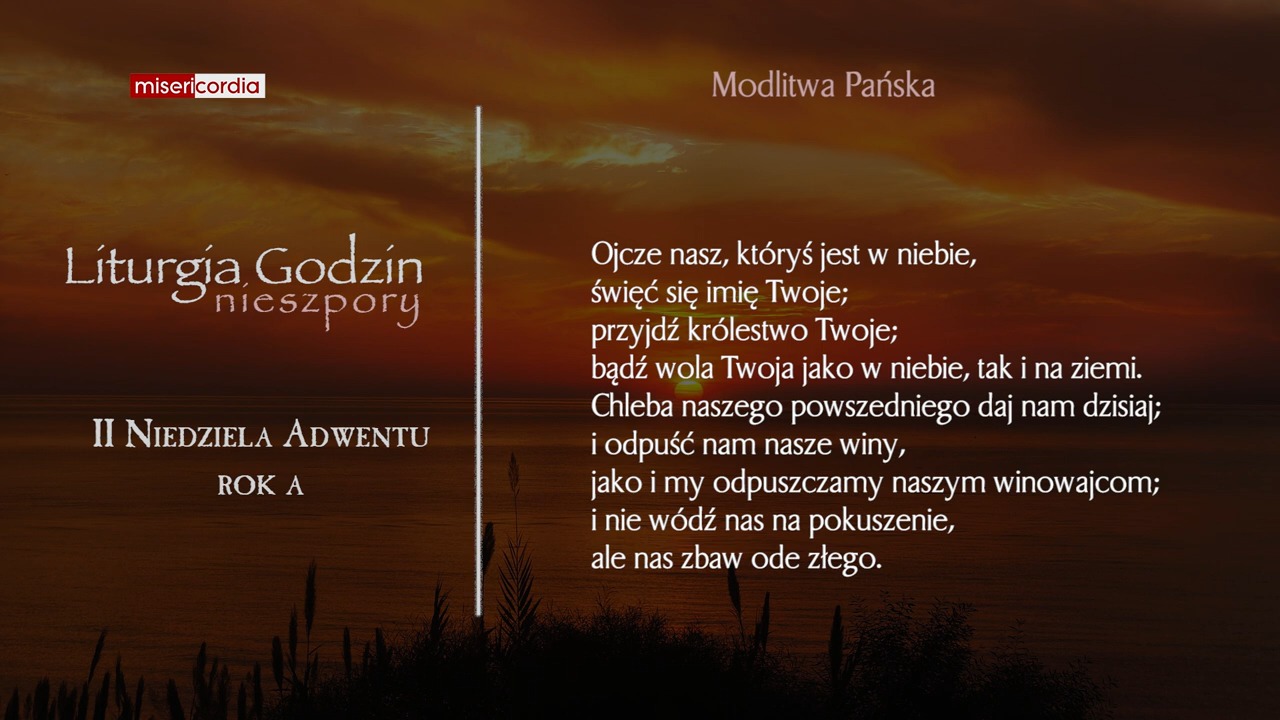 misericordia
Liturgia Godzin
nieszpory
II Niedziela Adwentu
rok a
Modlitwa Pańska
Ojcze nasz, któryś jest w niebie,
święć się imię Twoje;
przyjdź królestwo Twoje;
bądź wola Twoja jako w niebie, tak i na ziemi.
Chleba naszego powszedniego daj nam dzisiaj;
i odpuść nam nasze winy,
jako i my odpuszczamy naszym winowajcom;
i nie wódź nas na pokuszenie,
ale nas zbaw ode złego.